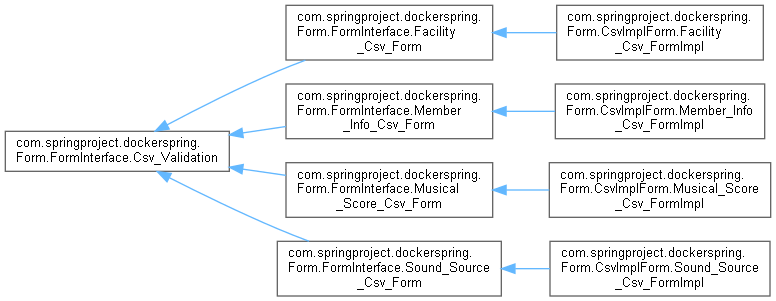 com.springproject.dockerspring.
Form.FormInterface.Facility
_Csv_Form
com.springproject.dockerspring.
Form.CsvImplForm.Facility
_Csv_FormImpl
com.springproject.dockerspring.
Form.FormInterface.Member
_Info_Csv_Form
com.springproject.dockerspring.
Form.CsvImplForm.Member_Info
_Csv_FormImpl
com.springproject.dockerspring.
Form.FormInterface.Csv_Validation
com.springproject.dockerspring.
Form.FormInterface.Musical
_Score_Csv_Form
com.springproject.dockerspring.
Form.CsvImplForm.Musical_Score
_Csv_FormImpl
com.springproject.dockerspring.
Form.FormInterface.Sound_Source
_Csv_Form
com.springproject.dockerspring.
Form.CsvImplForm.Sound_Source
_Csv_FormImpl